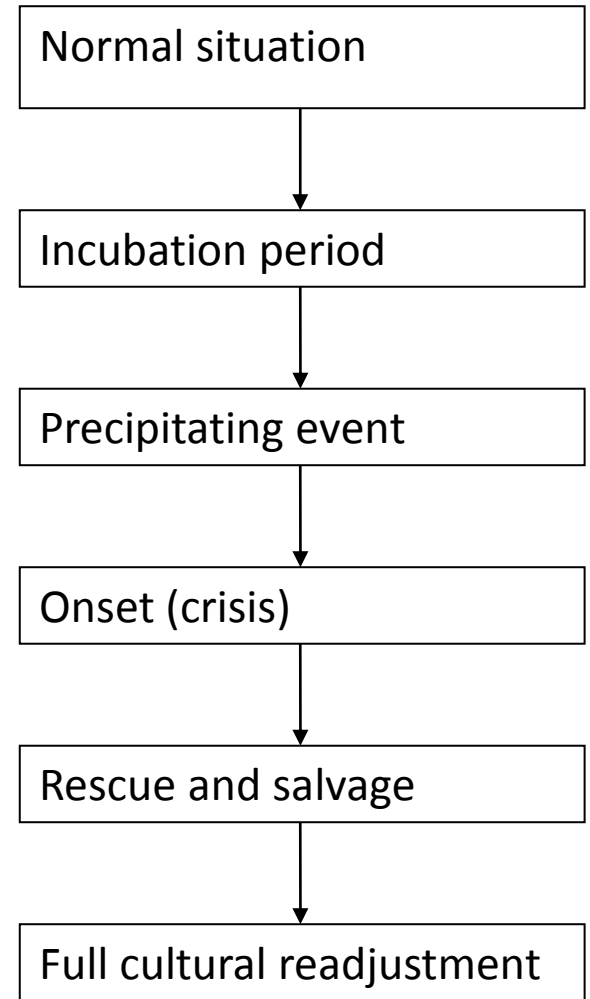 Normal situation
Incubation period
Precipitating event
Onset (crisis)
Rescue and salvage
Full cultural readjustment